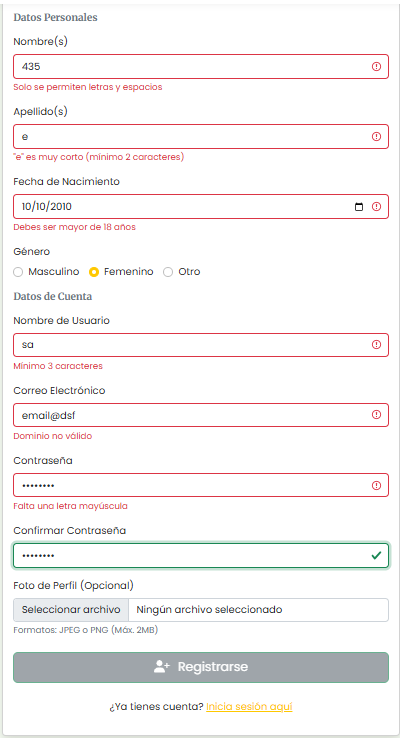 Datos Personales
Nombre(s)
435
Solo se permiten letras y espacios
Apellido(s)
e
"e" es muy corto (mínimo 2 caracteres)
Fecha de Nacimiento
10/10/2010
Debes ser mayor de 18 años
Género
Masculino Femenino Otro
Datos de Cuenta
Nombre de Usuario
sa
Mínimo 3 caracteres
Correo Electrónico
email@dsf
Dominio no válido
Contraseña
••••••••
Falta una letra mayúscula
Confirmar Contraseña
••••••••
Foto de Perfil (Opcional)
Seleccionar archivo Ningún archivo seleccionado
Formatos: JPEG o PNG (Máx. 2MB)
Registrarse
¿Ya tienes cuenta? Inicia sesión aquí